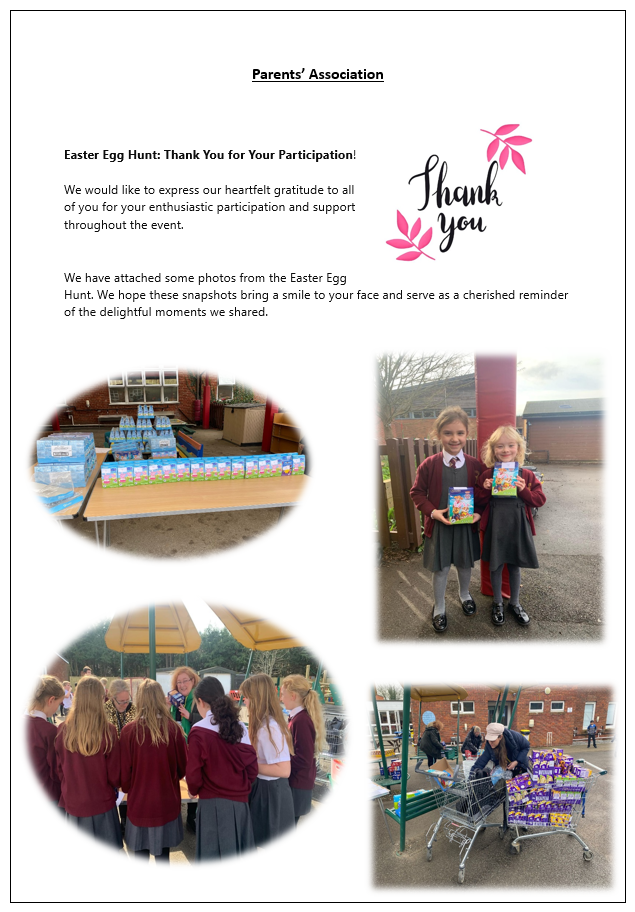 Parents’ Association
Easter Egg Hunt: Thank You for Your Participation!
Thank
you
We would like to express our heartfelt gratitude to all
of you for your enthusiastic participation and support
throughout the event.
We have attached some photos from the Easter Egg
Hunt. We hope these snapshots bring a smile to your face and serve as a cherished reminder
of the delightful moments we shared.